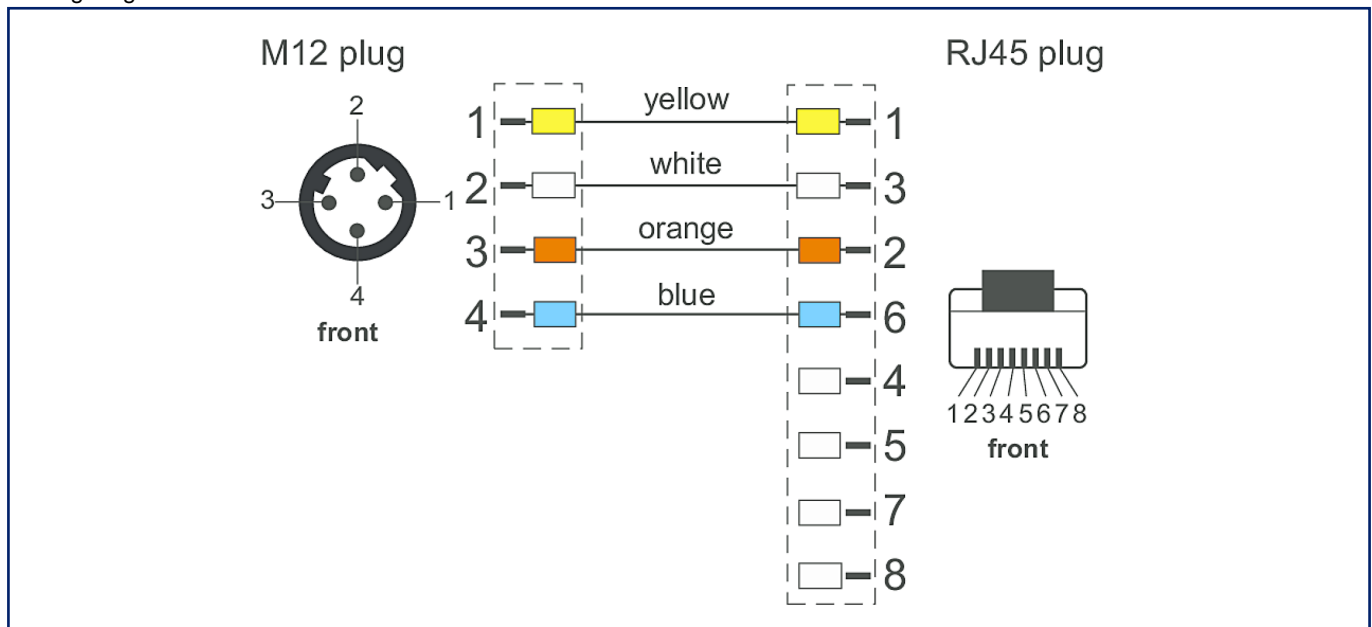 M12 plug
RJ45 plug
2
3
1
4
front
1 yellow 1
2 white 3
3 orange 2
4 blue 6
4
5
7
8
12345678
front